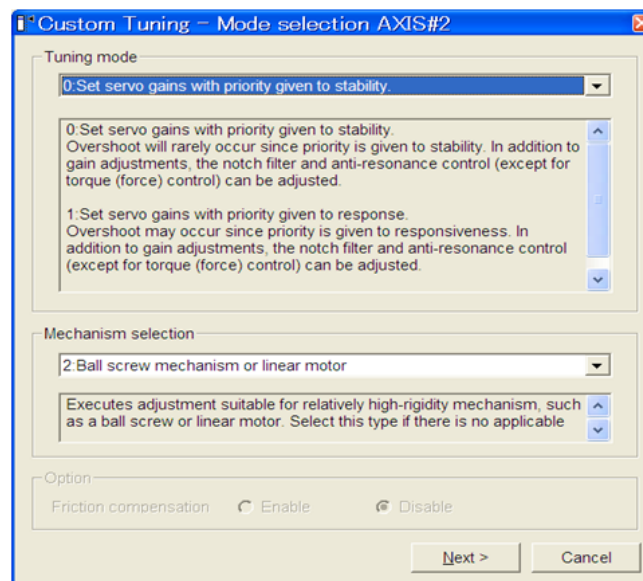 Custom Tuning - Mode selection AXIS#2
Tuning mode
0:Set servo gains with priority given to stability.
0:Set servo gains with priority given to stability.
Overshoot will rarely occur since priority is given to stability. In addition to
gain adjustments, the notch filter and anti-resonance control (except for
torque (force) control) can be adjusted.
1:Set servo gains with priority given to response.
Overshoot may occur since priority is given to responsiveness. In
addition to gain adjustments, the notch filter and anti-resonance control
(except for torque (force) control) can be adjusted.
Mechanism selection
2:Ball screw mechanism or linear motor
Executes adjustment suitable for relatively high-rigidity mechanism, such
as a ball screw or linear motor. Select this type if there is no applicable
Option
Friction compensation Enable Disable
Next > Cancel